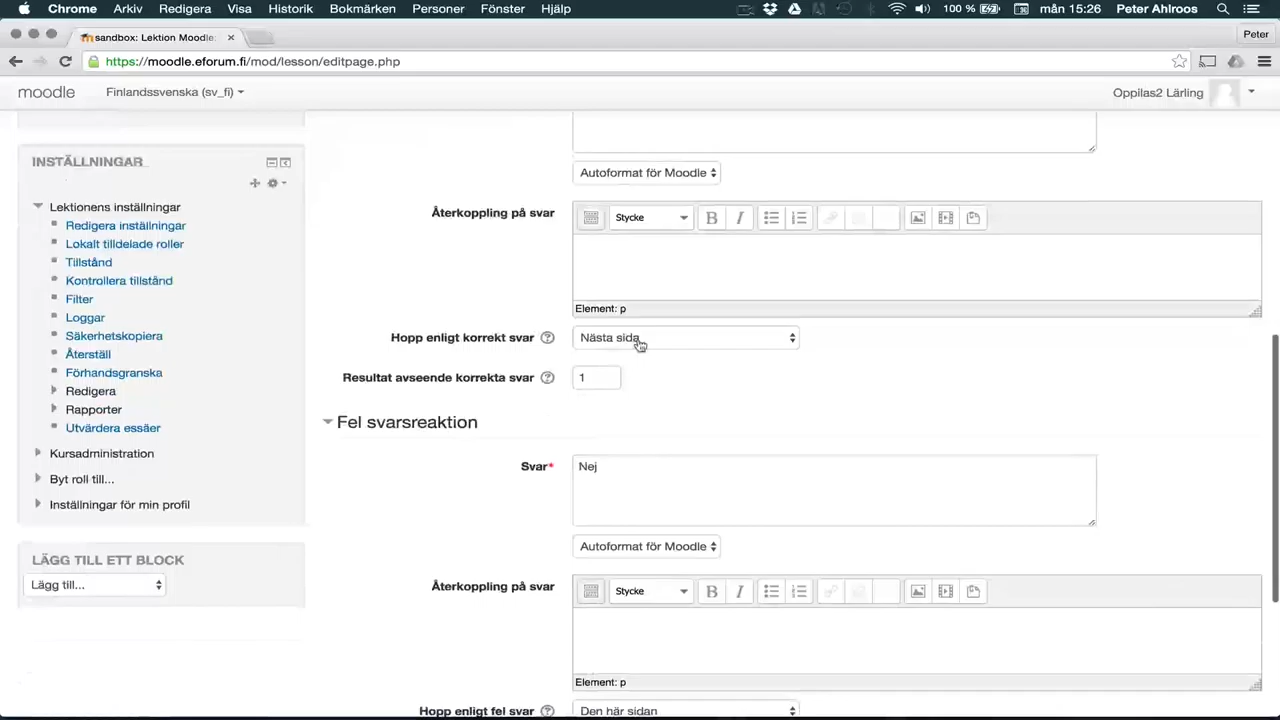 Chrome Arkiv Redigera Visa Historik Bokmärken Personer Fönster Hjälp 100 % mån 15:26 Peter Ahlroos
sandbox: Lektion Moodle:
Peter
https://moodle.eforum.fi/mod/lesson/editpage.php
moodle Finlandssvenska (sv_fi) Oppilas2 Lärling
Autoformat för Moodle
INSTÄLLNINGAR
Lektionens inställningar
Redigera inställningar
Lokalt tilldelade roller
Tillstånd
Kontrollera tillstånd
Filter
Loggar
Säkerhetskopiera
Återställ
Förhandsgranska
Redigera
Rapporter
Utvärdera essäer
Kursadministration
Byt roll till...
Inställningar för min profil
LÄGG TILL ETT BLOCK
Lägg till...
Återkoppling på svar
Stycke B I
Element: p
Hopp enligt korrekt svar Nästa sida
Resultat avseende korrekta svar 1
Fel svarsreaktion
Svar* Nej
Autoformat för Moodle
Återkoppling på svar
Stycke B I
Element: p
Hopp enligt fel svar Den här sidan